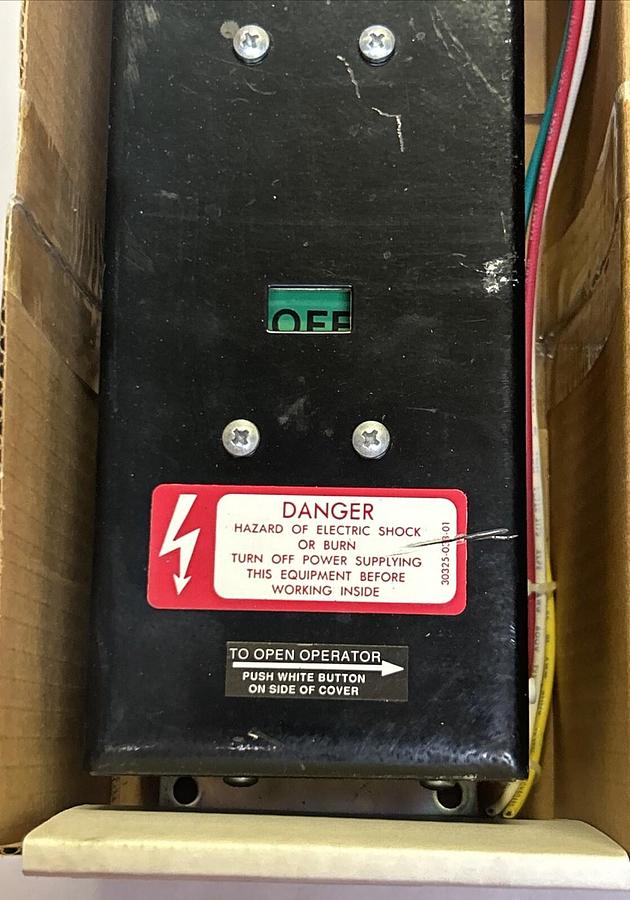 OFF
DANGER
HAZARD OF ELECTRIC SHOCK
OR BURN
TURN OFF POWER SUPPLYING
THIS EQUIPMENT BEFORE
WORKING INSIDE
TO OPEN OPERATOR
PUSH WHITE BUTTON
ON SIDE OF COVER